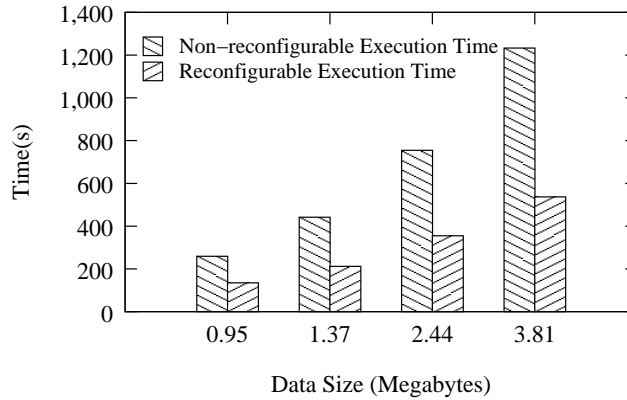 1,400
1,200
1,000
800
600
400
200
0
Time(s)
Non−reconfigurable Execution Time
Reconfigurable Execution Time
0.95 1.37 2.44 3.81
Data Size (Megabytes)